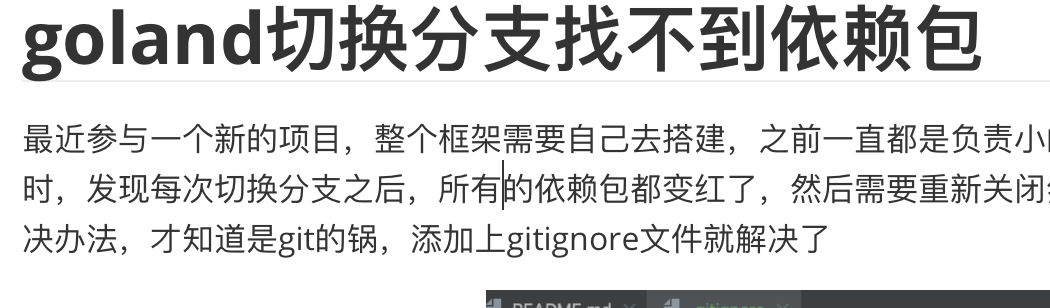 goland切换分支找不到依赖包
最近参与一个新的项目，整个框架需要自己去搭建，之前一直都是负责小
时，发现每次切换分支之后，所有的依赖包都变红了，然后需要重新关闭
决办法，才知道是git的锅，添加上gitignore文件就解决了
README.md .gitignore